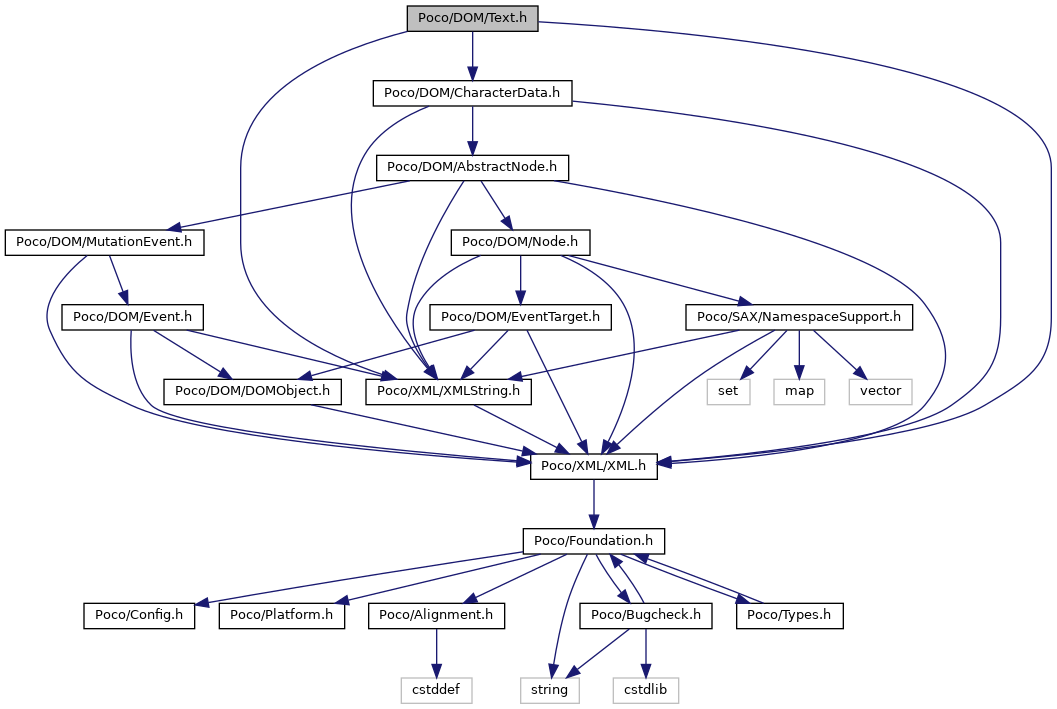 Poco/DOM/Text.h
Poco/DOM/CharacterData.h
Poco/DOM/AbstractNode.h
Poco/DOM/MutationEvent.h
Poco/DOM/Node.h
Poco/DOM/Event.h
Poco/DOM/EventTarget.h
Poco/SAX/NamespaceSupport.h
Poco/DOM/DOMObject.h
Poco/XML/XMLString.h
set
map
vector
Poco/XML/XML.h
Poco/Foundation.h
Poco/Config.h
Poco/Platform.h
Poco/Alignment.h
Poco/Bugcheck.h
Poco/Types.h
cstddef
string
cstdlib